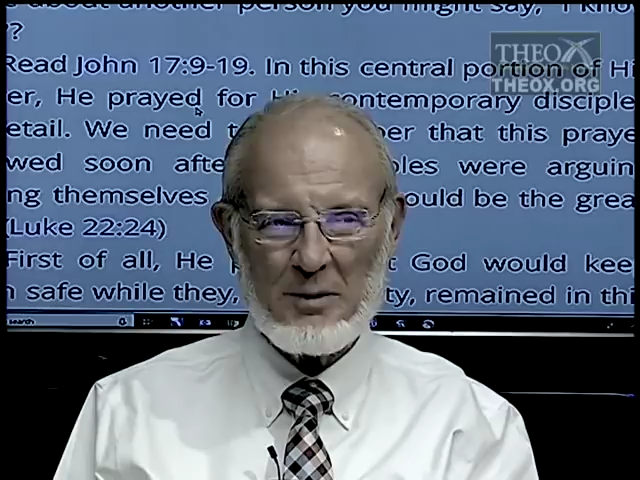 about another person you might say, "I know
?
Read John 17:9-19. In this central portion of Hi
er, He prayed for His contemporary disciple
etail. We need t ber that this praye
wed soon afte ples were arguin
ng themselves ould be the grea
(Luke 22:24)
First of all, He p t God would kee
n safe while they, ty, remained in thi
search
THEOX
THEOX.ORG